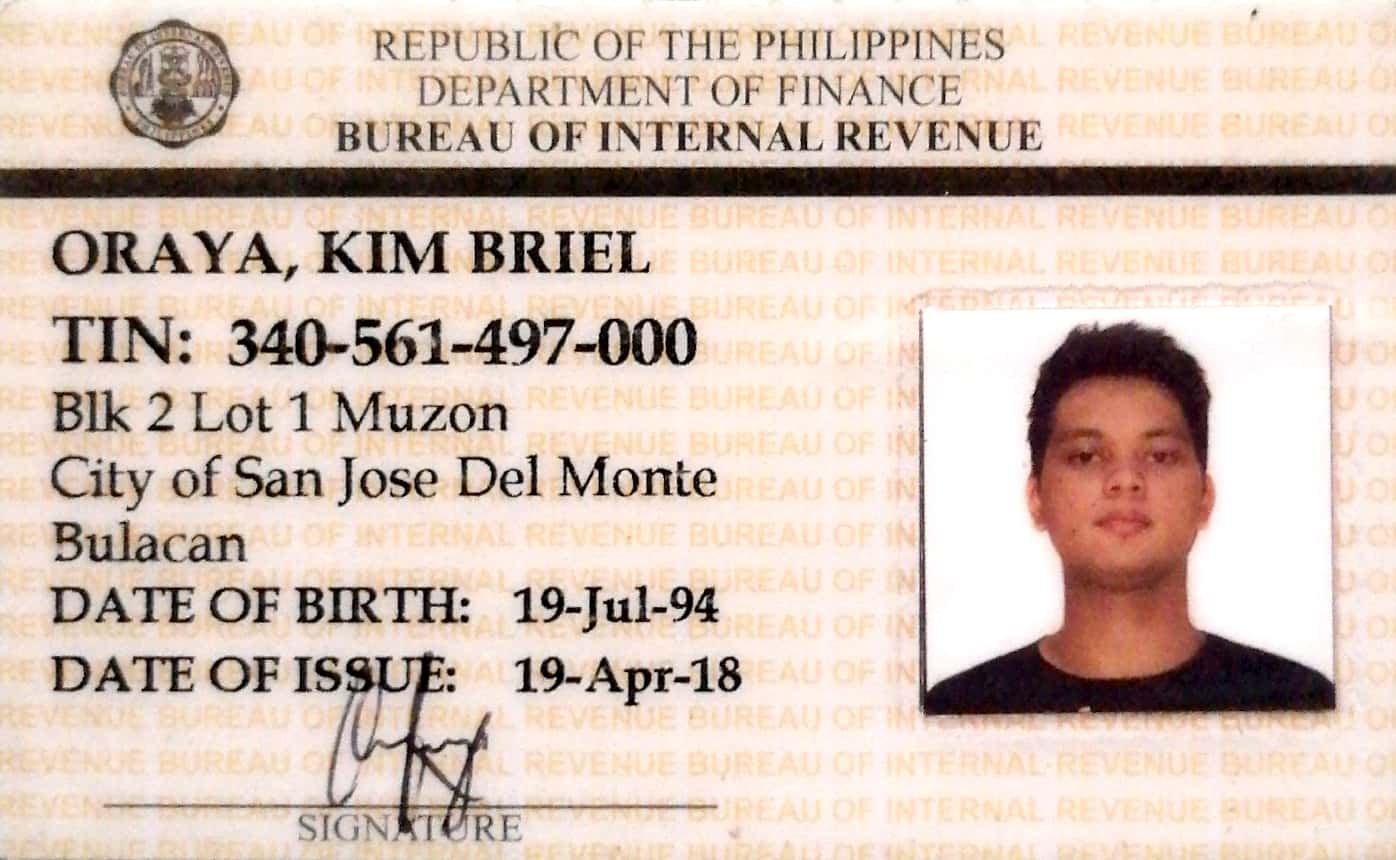 REPUBLIC OF THE PHILIPPINES
DEPARTMENT OF FINANCE
BUREAU OF INTERNAL REVENUE
ORAYA, KIM BRIEL
TIN: 340-561-497-000
Blk 2 Lot 1 Muzon
City of San Jose Del Monte
Bulacan
DATE OF BIRTH: 19-Jul-94
DATE OF ISSUE: 19-Apr-18
SIGNATURE